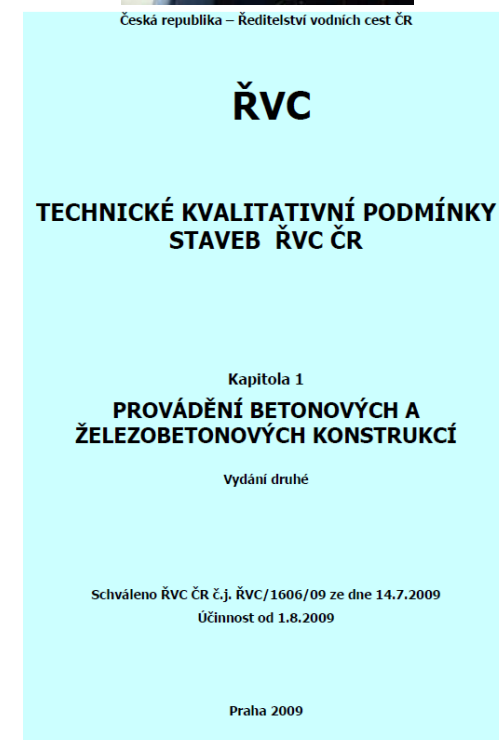 Česká republika – Ředitelství vodních cest ČR
ŘVC
TECHNICKÉ KVALITATIVNÍ PODMÍNKY
STAVEB ŘVC ČR
Kapitola 1
PROVÁDĚNÍ BETONOVÝCH A
ŽELEZOBETONOVÝCH KONSTRUKCÍ
Vydání druhé
Schváleno ŘVC ČR č.j. ŘVC/1606/09 ze dne 14.7.2009
Účinnost od 1.8.2009
Praha 2009